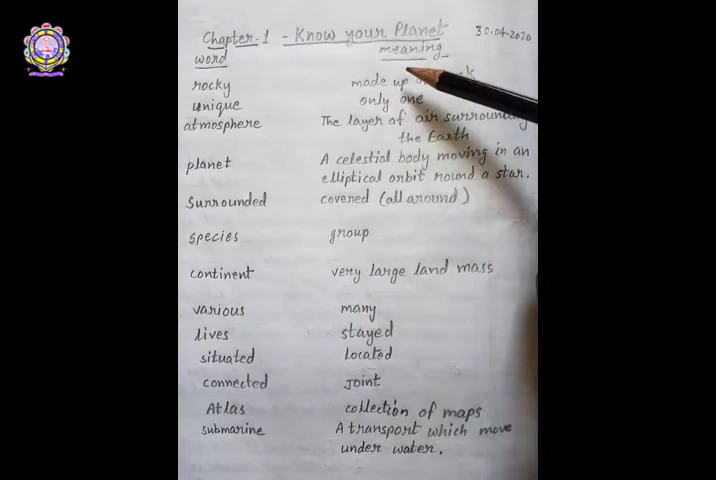 Chapter-1 - Know your Planet 30.04.2020
word meaning
rocky made up
unique only one
atmosphere The layer of air surrounding
the Earth
planet A celestial body moving in an
elliptical orbit round a star.
Surrounded covered (all around)
species group
continent very large land mass
various many
lives stayed
situated Located
connected Joint
Atlas collection of maps
submarine A transport which move
under water.